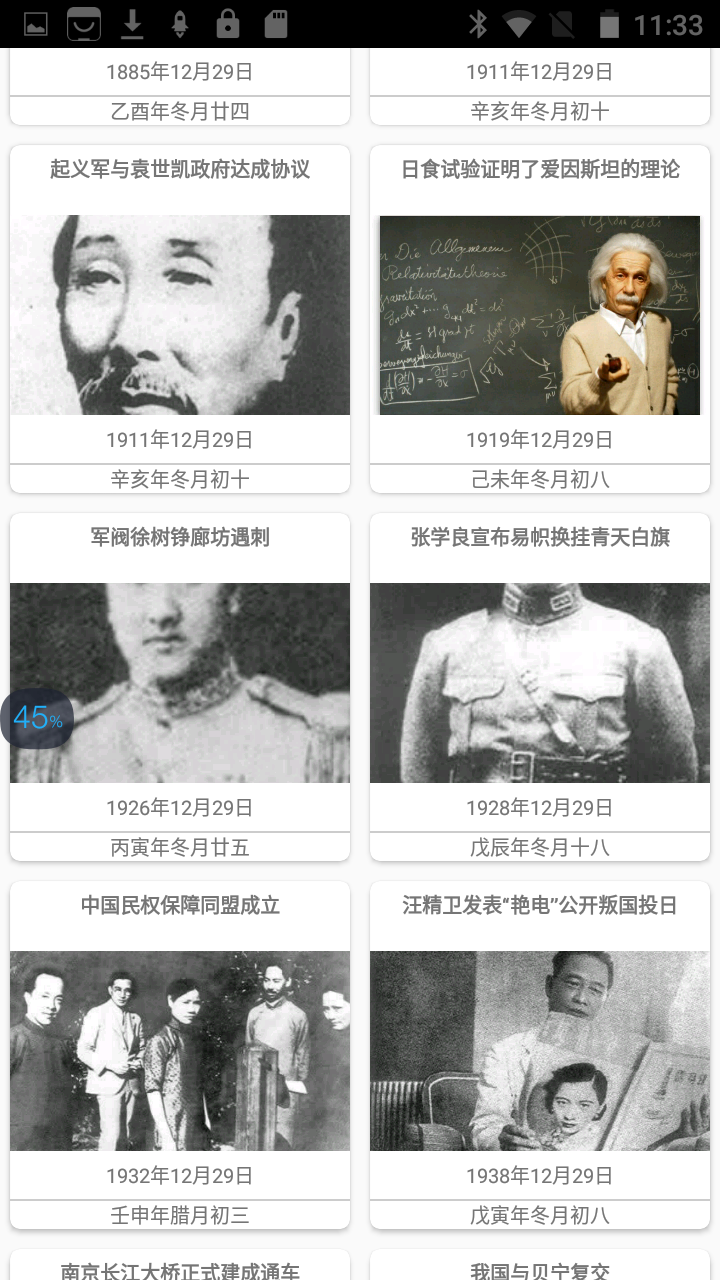 11:33
1885年12月29日
乙酉年冬月廿四
1911年12月29日
辛亥年冬月初十
起义军与袁世凯政府达成协议
1911年12月29日
辛亥年冬月初十
日食试验证明了爱因斯坦的理论
Die Allgemeine
Relativitätstheorie
1919年12月29日
己未年冬月初八
军阀徐树铮廊坊遇刺
1926年12月29日
丙寅年冬月廿五
张学良宣布易帜换挂青天白旗
1928年12月29日
戊辰年冬月十八
45%
中国民权保障同盟成立
1932年12月29日
壬申年腊月初三
汪精卫发表“艳电”公开叛国投日
1938年12月29日
戊寅年冬月初八
南京长江大桥正式建成通车
我国与贝宁复交